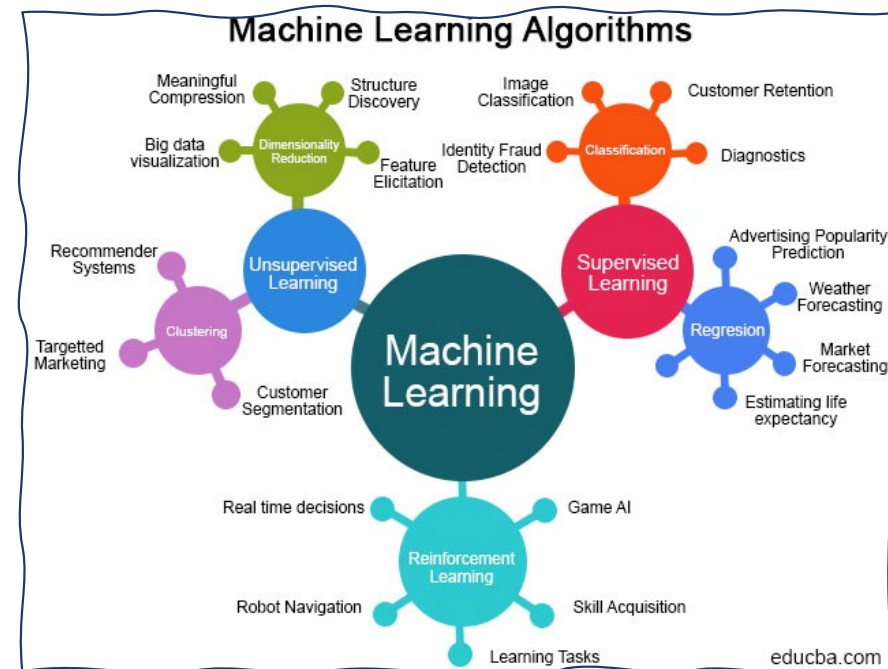 Machine Learning Algorithms
Meaningful
Compression
Structure
Discovery
Big data
visualization
Dimensionality
Reduction
Feature
Elicitation
Image
Classification
Customer Retention
Identity Fraud
Detection
Classification
Diagnostics
Recommender
Systems
Unsupervised
Learning
Clustering
Targetted
Marketing
Customer
Segmentation
Supervised
Learning
Advertising Popularity
Prediction
Weather
Forecasting
Regresion
Market
Forecasting
Estimating life
expectancy
Machine
Learning
Real time decisions
Game AI
Reinforcement
Learning
Robot Navigation
Skill Acquisition
Learning Tasks
educba.com